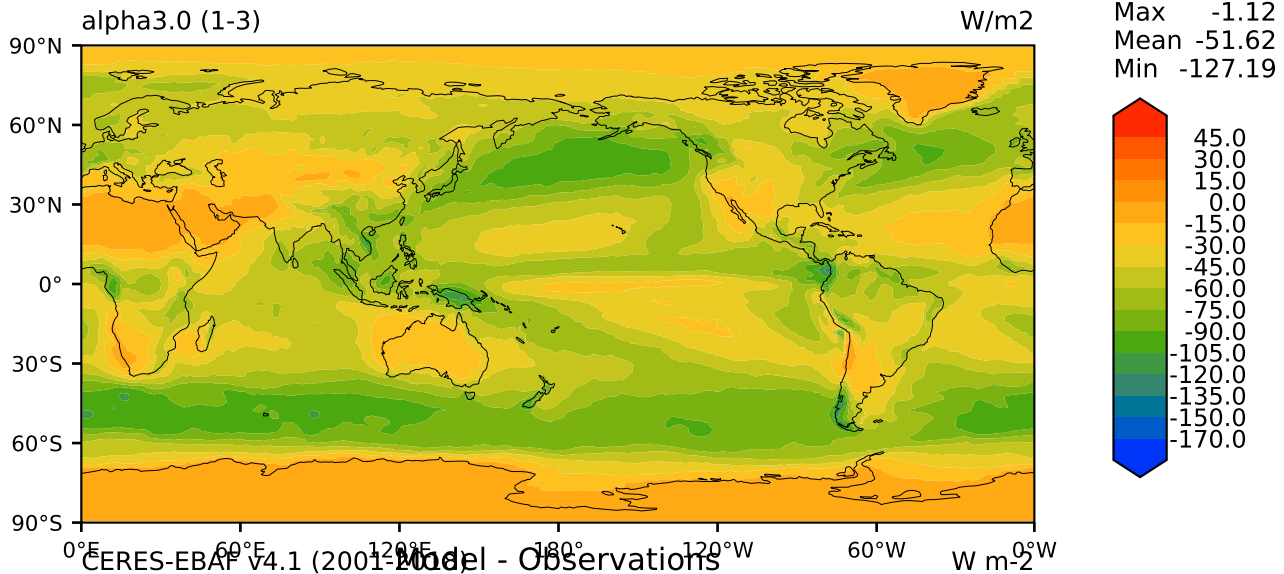 alpha3.0 (1-3) W/m2
Max -1.12
Mean -51.62
Min -127.19
90°N
60°N
30°N
0°
30°S
60°S
90°S
0°E 60°E 120°E 180° 120°W 60°W 0°W
45.0
30.0
15.0
0.0
-15.0
-30.0
-45.0
-60.0
-75.0
-90.0
-105.0
-120.0
-135.0
-150.0
-170.0
CERES-EBAF v4.1 (2001-2018) Model - Observations W m-2